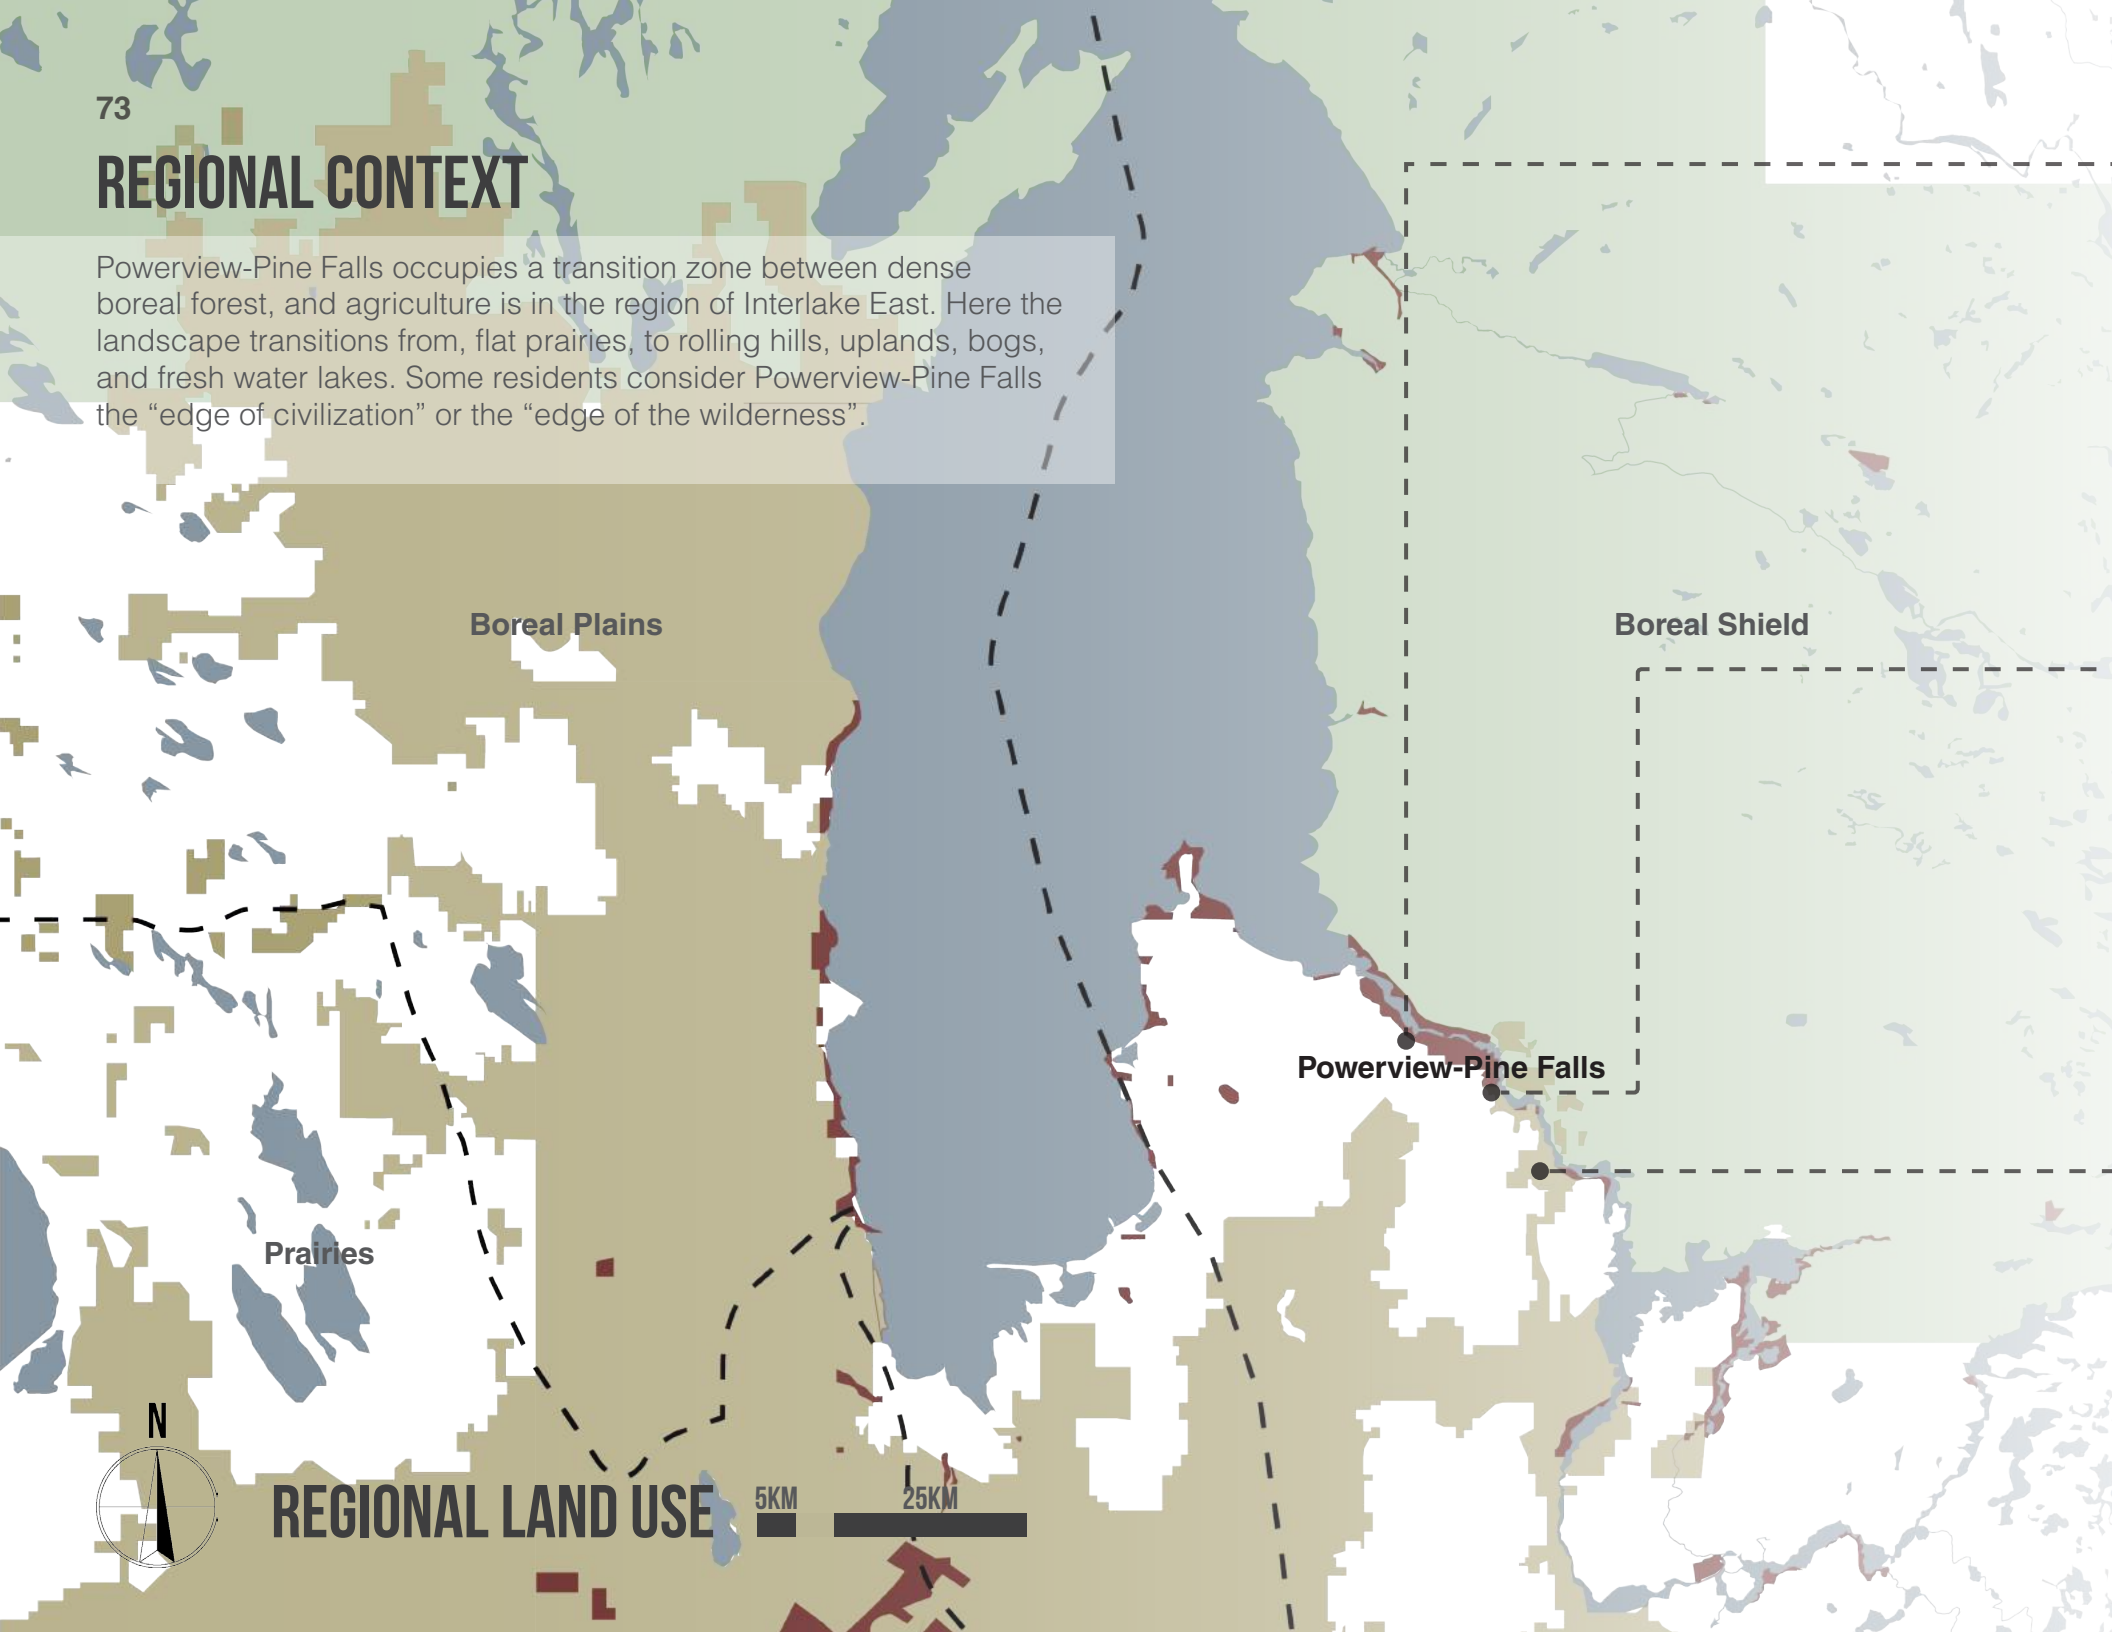 73
REGIONAL CONTEXT
Powerview-Pine Falls occupies a transition zone between dense
boreal forest, and agriculture is in the region of Interlake East. Here the
landscape transitions from, flat prairies, to rolling hills, uplands, bogs,
and fresh water lakes. Some residents consider Powerview-Pine Falls
the “edge of civilization” or the “edge of the wilderness”.
Boreal Plains
Boreal Shield
Powerview-Pine Falls
Prairies
N
REGIONAL LAND USE
5KM
25KM